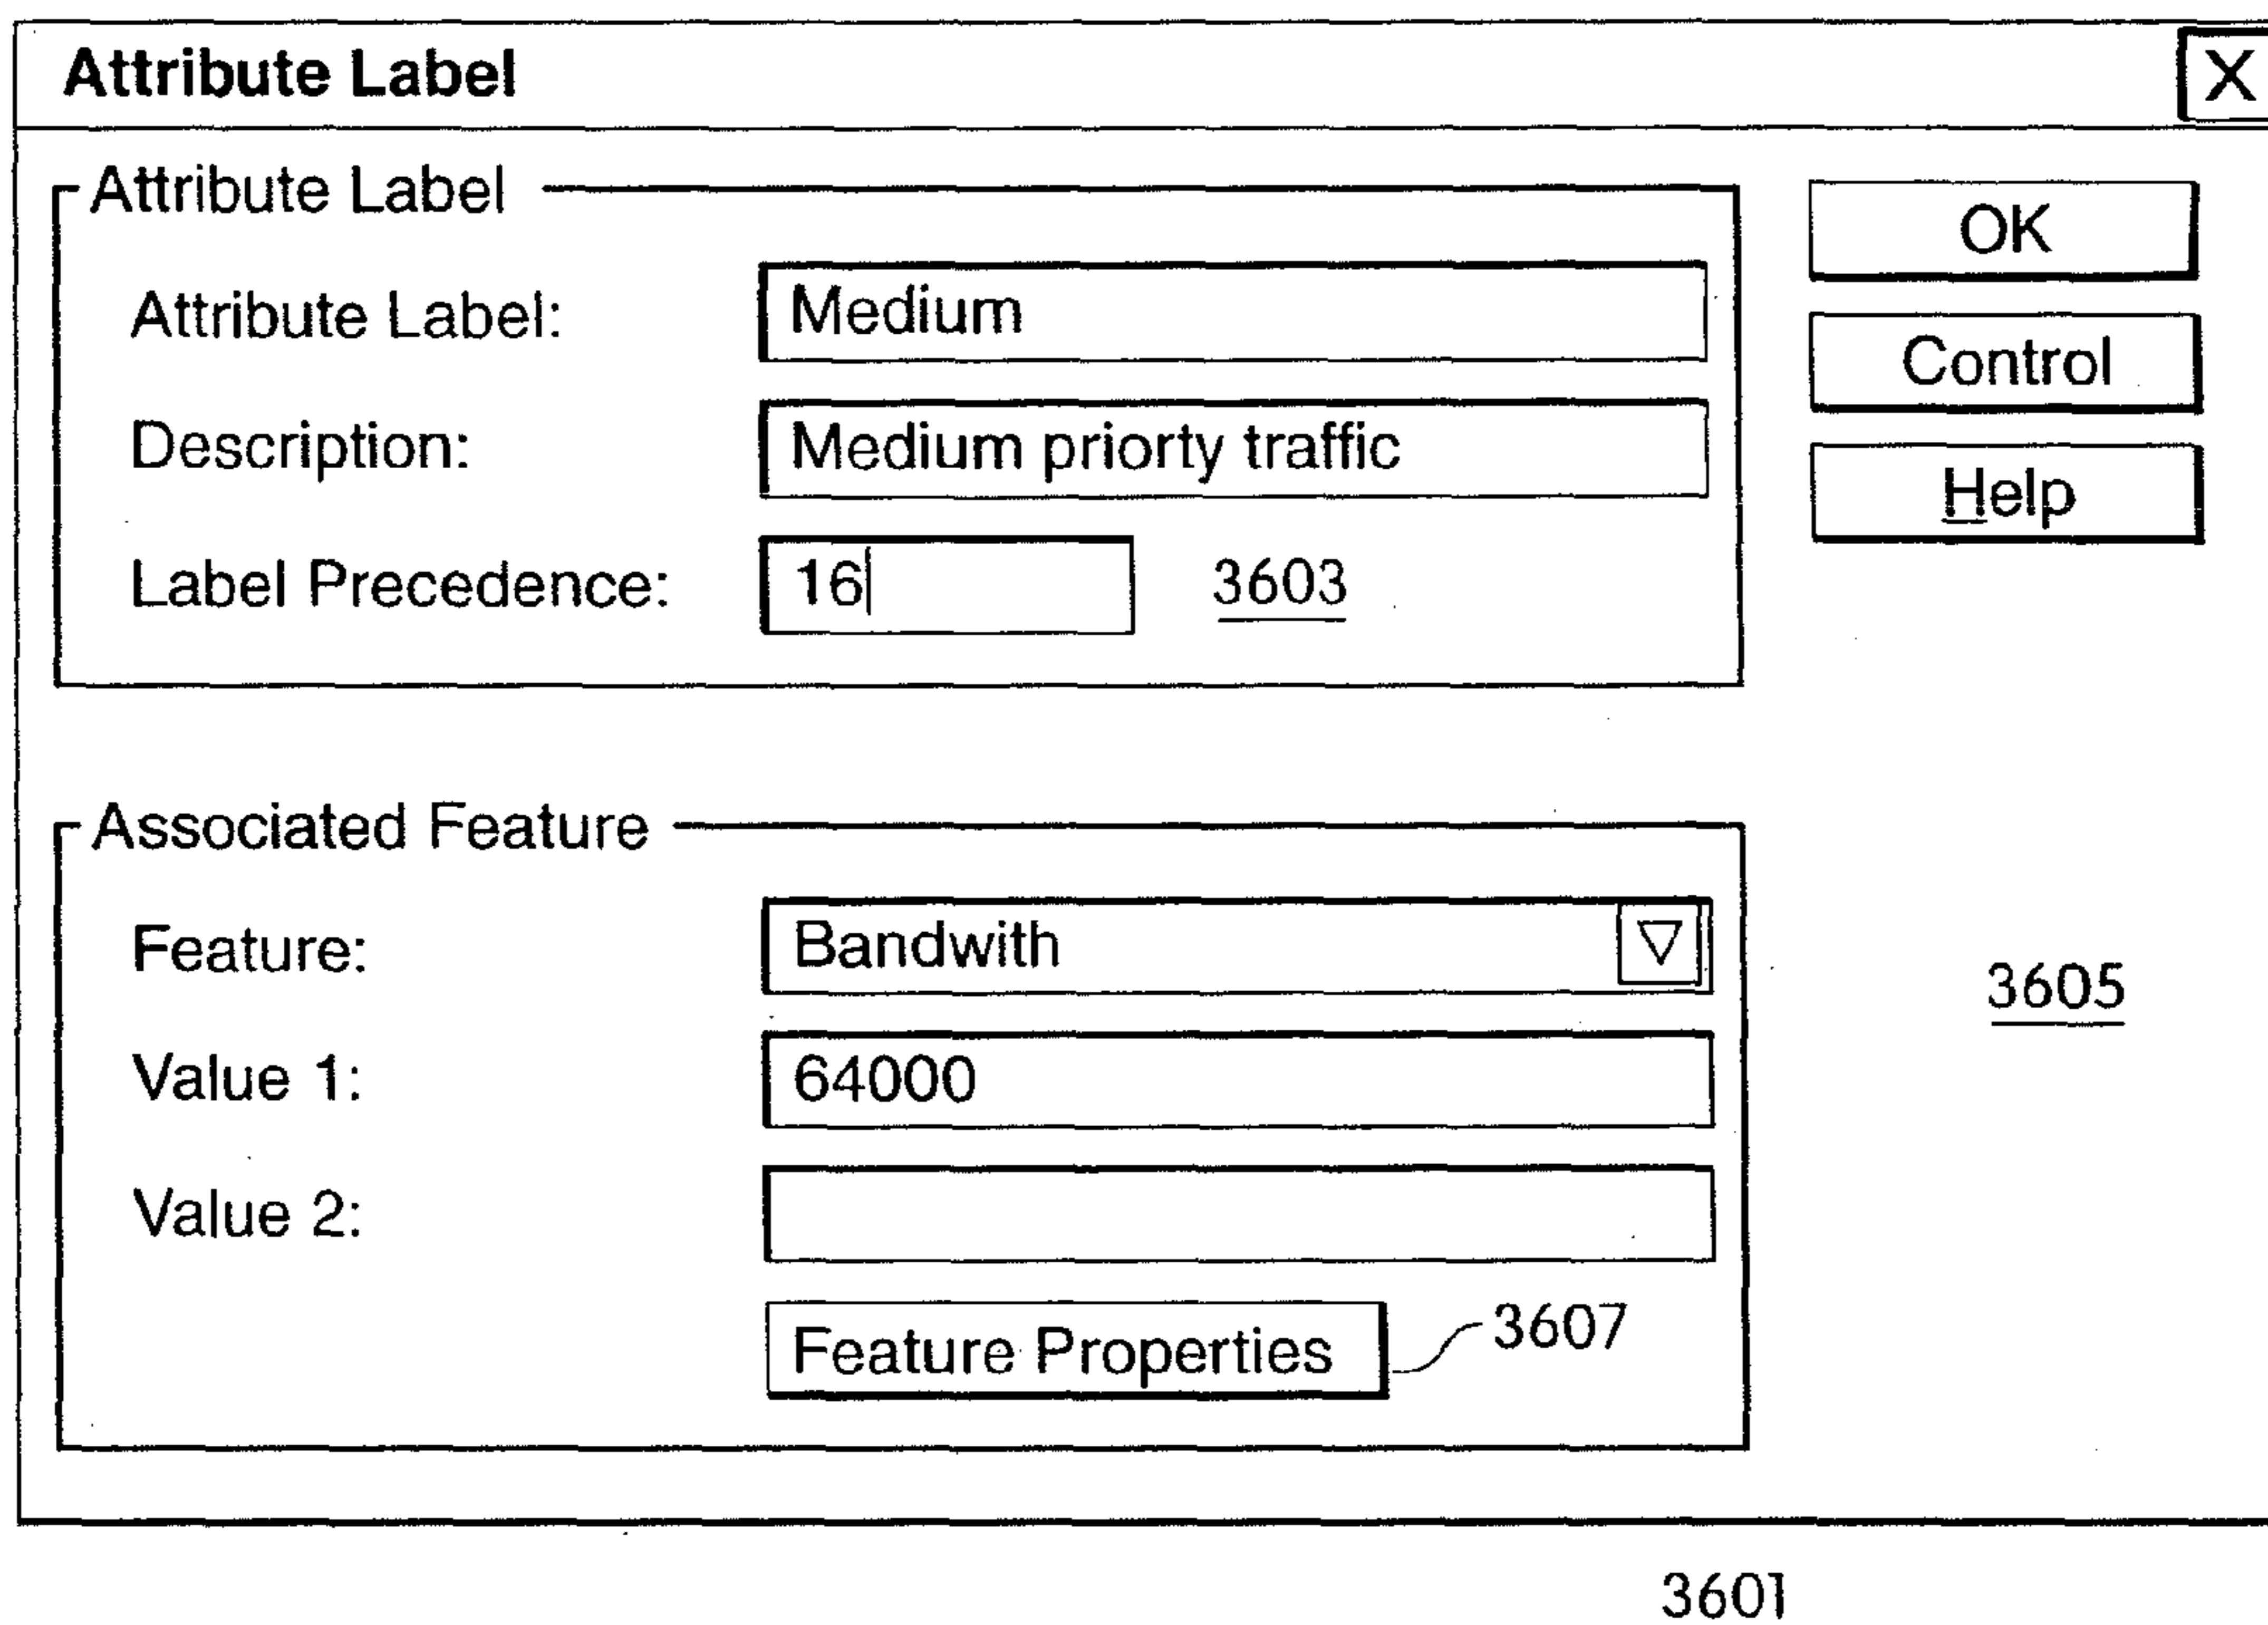 Attribute Label X
Attribute Label
OK
Attribute Label: Medium
Control
Description: Medium priorty traffic
Help
Label Precedence: 16 3603
Associated Feature
Feature: Bandwith
3605
Value 1: 64000
Value 2:
Feature Properties 3607
3601